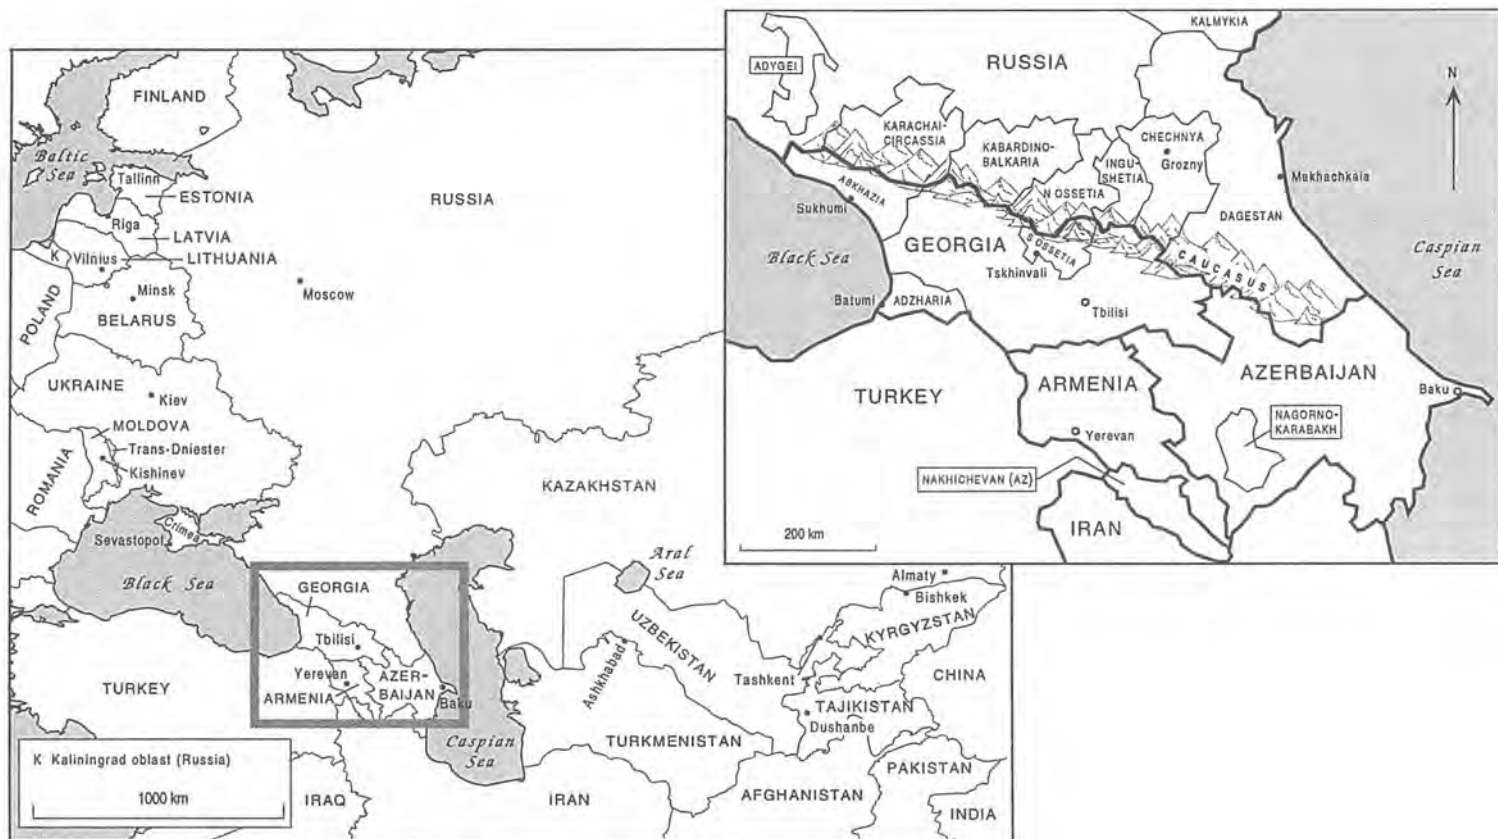 FINLAND
Baltic
Sea
Tallinn
ESTONIA
Riga
LATVIA
K
Vilnius
LITHUANIA
Minsk
BELARUS
POLAND
RUSSIA
Moscow
UKRAINE
Kiev
MOLDOVA
Trans-Dniester
Kishinev
ROMANIA
Crimea
Sevastopol
Black Sea
KAZAKHSTAN
Aral
Sea
GEORGIA
Tbilisi
Yerevan
ARMENIA
AZER-
BAIJAN
Baku
Caspian
Sea
TURKEY
UZBEKISTAN
Ashkhabad
TURKMENISTAN
Almaty
Bishkek
KYRGYZSTAN
Tashkent
TAJIKISTAN
Dushanbe
CHINA
PAKISTAN
INDIA
AFGHANISTAN
IRAN
IRAQ
K Kaliningrad oblast (Russia)
1000 km
KALMYKIA
ADYGEI
RUSSIA
N
KARACHAI-
CIRCASSIA
KABARDINO-
BALKARIA
CHECHNYA
Grozny
INGU-
SHETIA
N OSSETIA
Makhachkala
DAGESTAN
ABKHAZIA
Sukhumi
GEORGIA
S OSSETIA
Tskhinvali
CAUCASUS
Caspian
Sea
Black Sea
Batumi
ADZHARIA
Tbilisi
TURKEY
ARMENIA
AZERBAIJAN
Baku
NAGORNO-
KARABAKH
Yerevan
NAKHICHEVAN (AZ)
IRAN
200 km